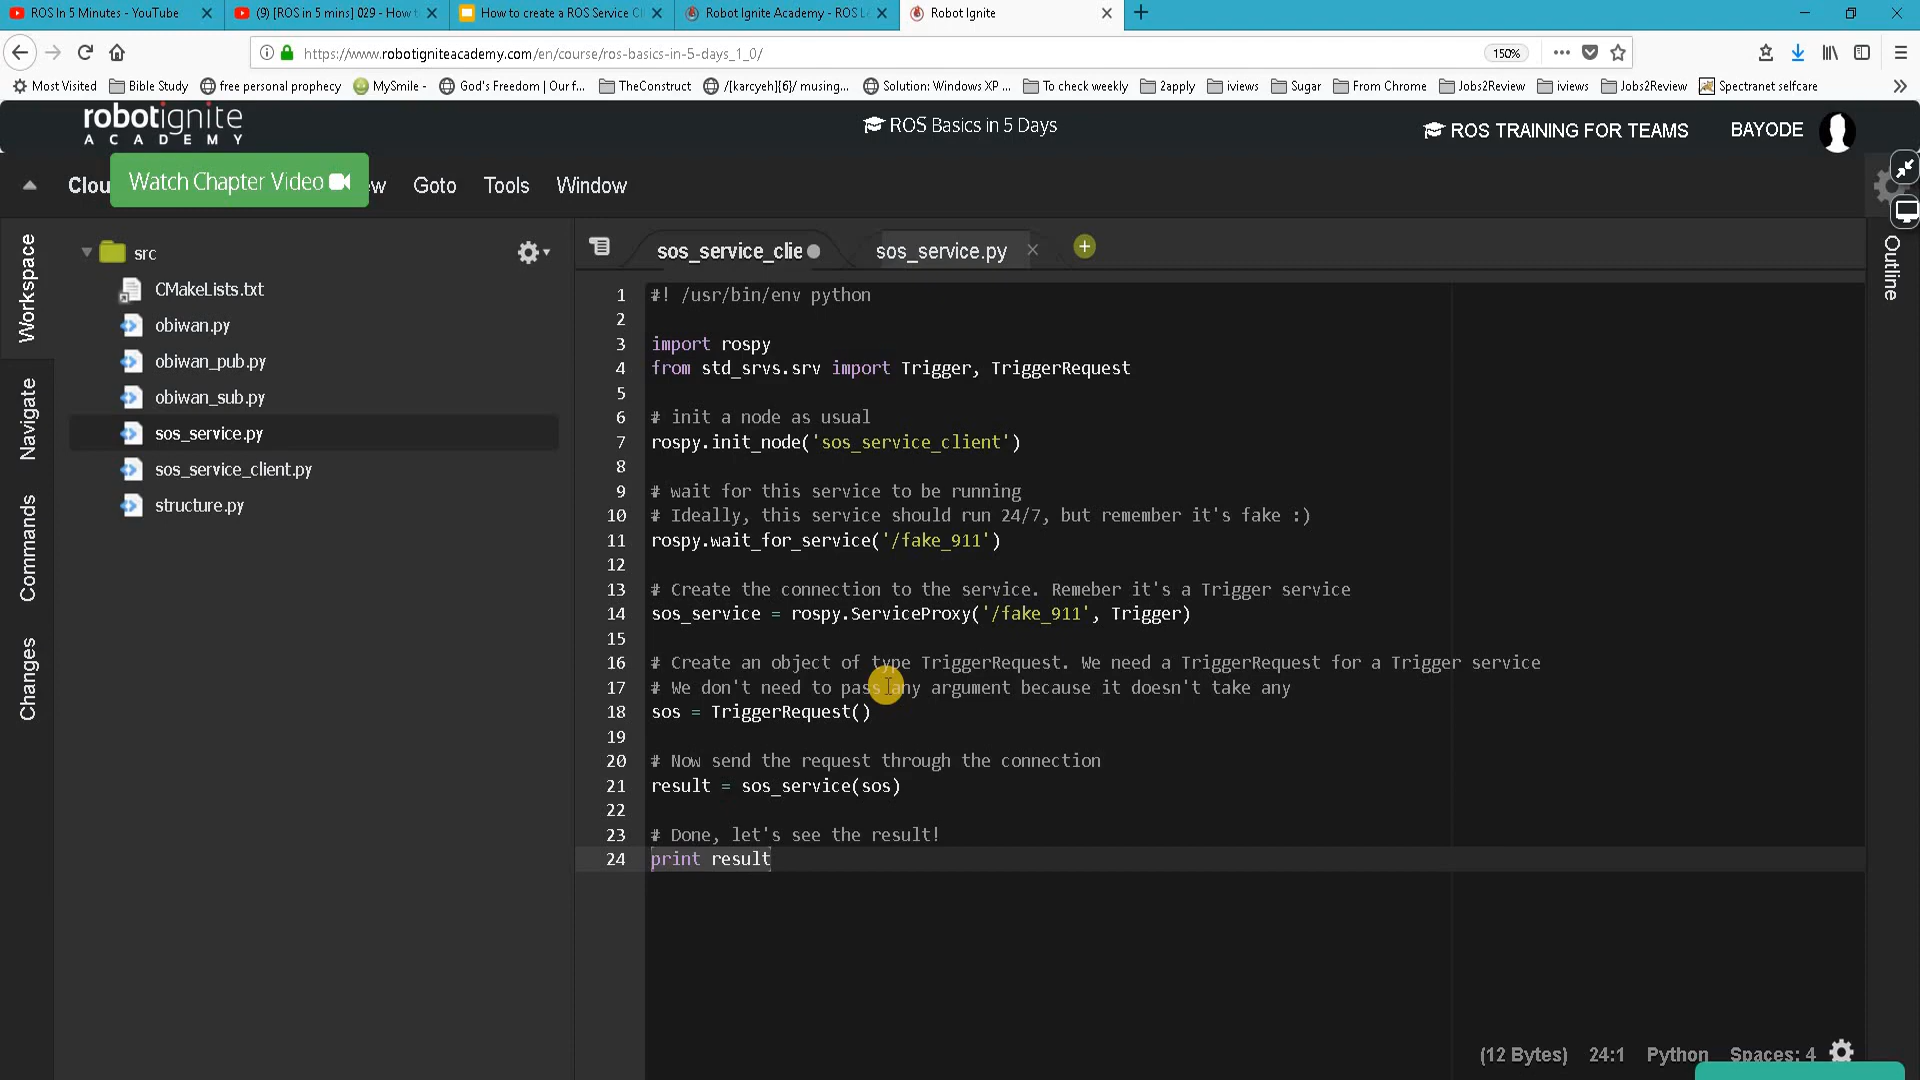 ROS In 5 Minutes - YouTube
(9) [ROS in 5 mins] 029 - How t
How to create a ROS Service Cl
Robot Ignite Academy - ROS L
Robot Ignite
https://www.robotigniteacademy.com/en/course/ros-basics-in-5-days_1_0/
150%
Most Visited
Bible Study
free personal prophecy
MySmile -
God's Freedom | Our f...
TheConstruct
/[karcyeh]{6}/ musing...
Solution: Windows XP ...
To check weekly
2apply
iviews
Sugar
From Chrome
Jobs2Review
iviews
Jobs2Review
Spectranet selfcare
robotignite
ACADEMY
ROS Basics in 5 Days
ROS TRAINING FOR TEAMS
BAYODE
Watch Chapter Video
Clou
ew
Goto
Tools
Window
Workspace
Navigate
Commands
Changes
src
CMakeLists.txt
obiwan.py
obiwan_pub.py
obiwan_sub.py
sos_service.py
sos_service_client.py
structure.py
sos_service_clie
sos_service.py
Outline
1 #! /usr/bin/env python
2
3 import rospy
4 from std_srvs.srv import Trigger, TriggerRequest
5
6 # init a node as usual
7 rospy.init_node('sos_service_client')
8
9 # wait for this service to be running
10 # Ideally, this service should run 24/7, but remember it's fake :)
11 rospy.wait_for_service('/fake_911')
12
13 # Create the connection to the service. Remeber it's a Trigger service
14 sos_service = rospy.ServiceProxy('/fake_911', Trigger)
15
16 # Create an object of type TriggerRequest. We need a TriggerRequest for a Trigger service
17 # We don't need to pass any argument because it doesn't take any
18 sos = TriggerRequest()
19
20 # Now send the request through the connection
21 result = sos_service(sos)
22
23 # Done, let's see the result!
24 print result
(12 Bytes) 24:1 Python Spaces: 4